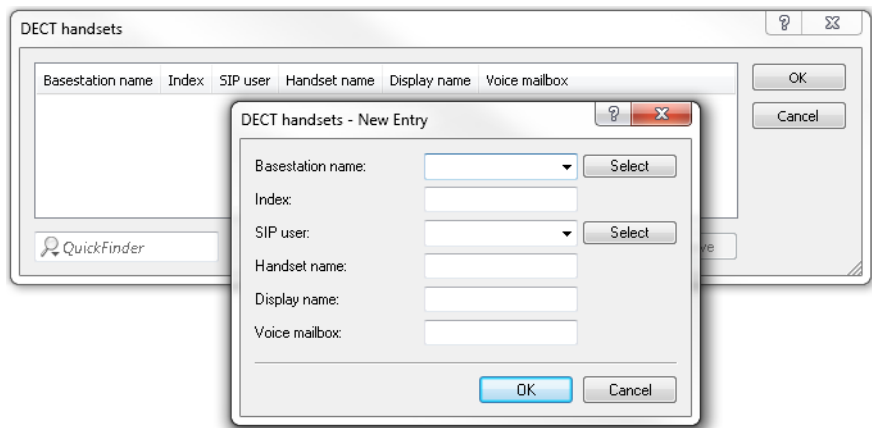 DECT handsets
Basestation name Index SIP user Handset name Display name Voice mailbox
OK
Cancel
QuickFinder
DECT handsets - New Entry
Basestation name:
Select
Index:
SIP user:
Select
Handset name:
Display name:
Voice mailbox:
OK Cancel